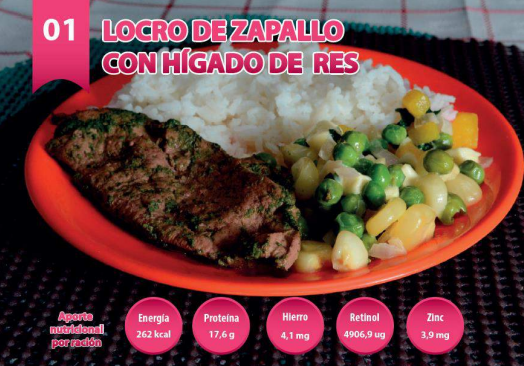 01
LOCRO DE ZAPALLO
CON HÍGADO DE RES
Aporte
nutricional
por ración
Energía
262 kcal
Proteína
17,6 g
Hierro
4,1 mg
Retinol
4906,9 ug
Zinc
3,9 mg